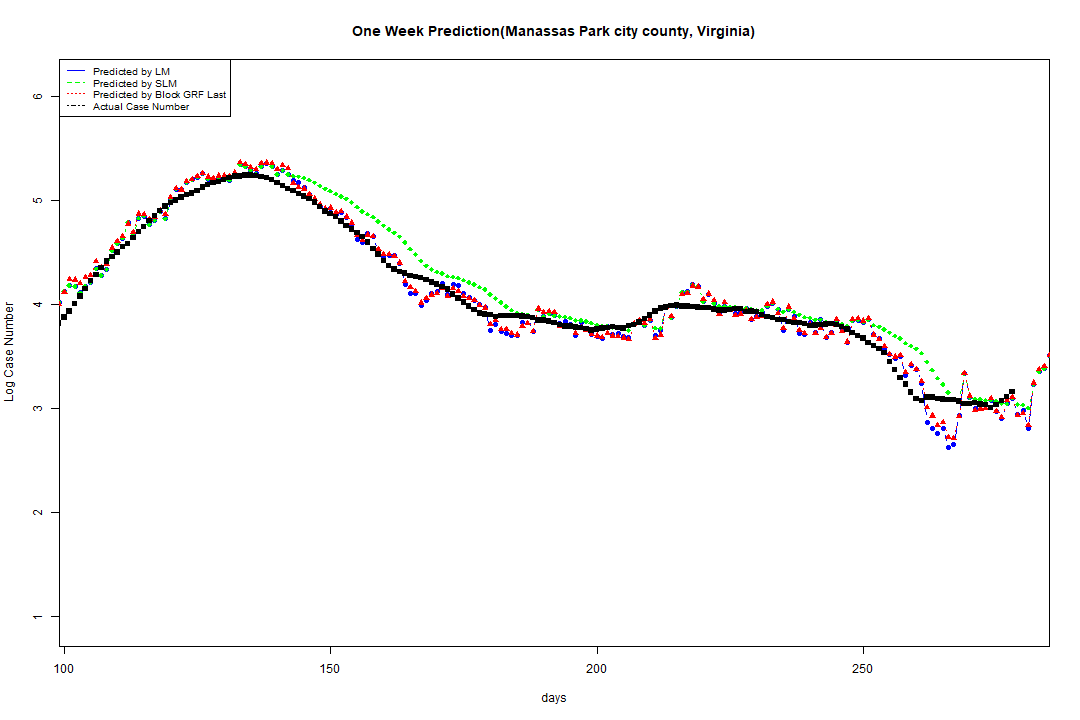 One Week Prediction(Manassas Park city county, Virginia)
Predicted by LM
Predicted by SLM
Predicted by Block GRF Last
Actual Case Number
Log Case Number
6
5
4
3
2
1
100
150
200
250
days